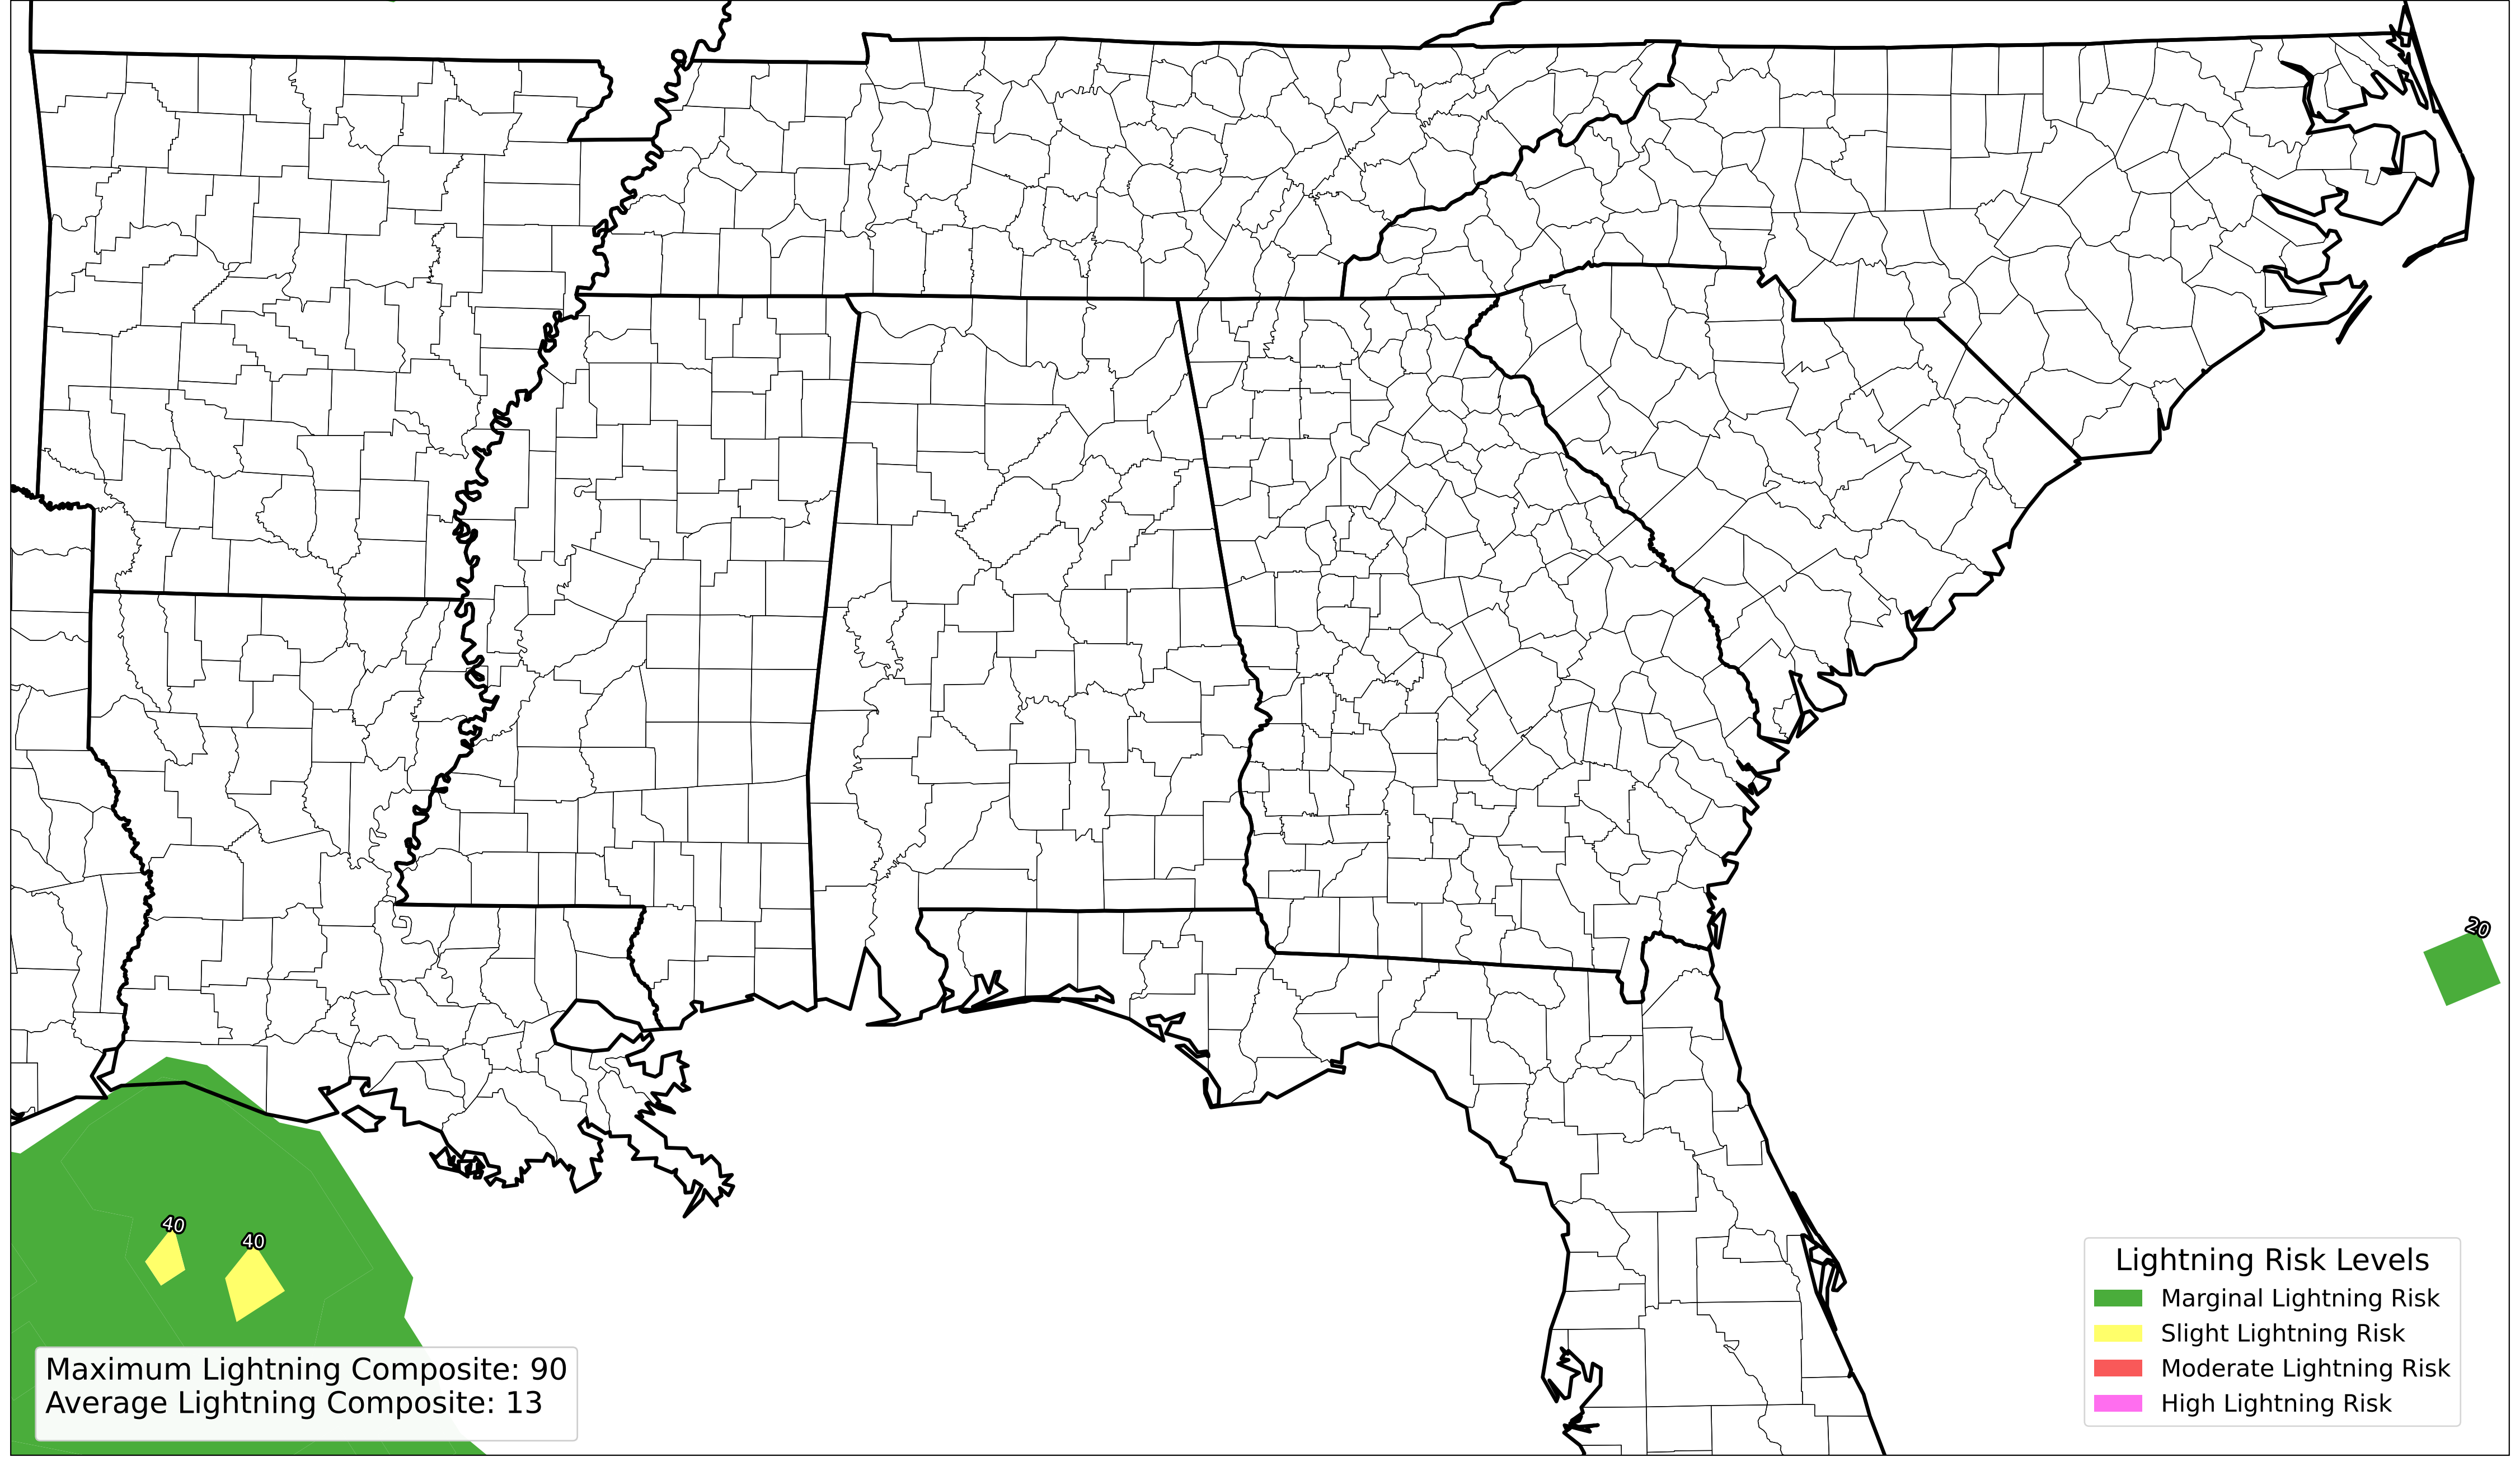 20
40
40
Lightning Risk Levels
Marginal Lightning Risk
Slight Lightning Risk
Moderate Lightning Risk
High Lightning Risk
Maximum Lightning Composite: 90
Average Lightning Composite: 13